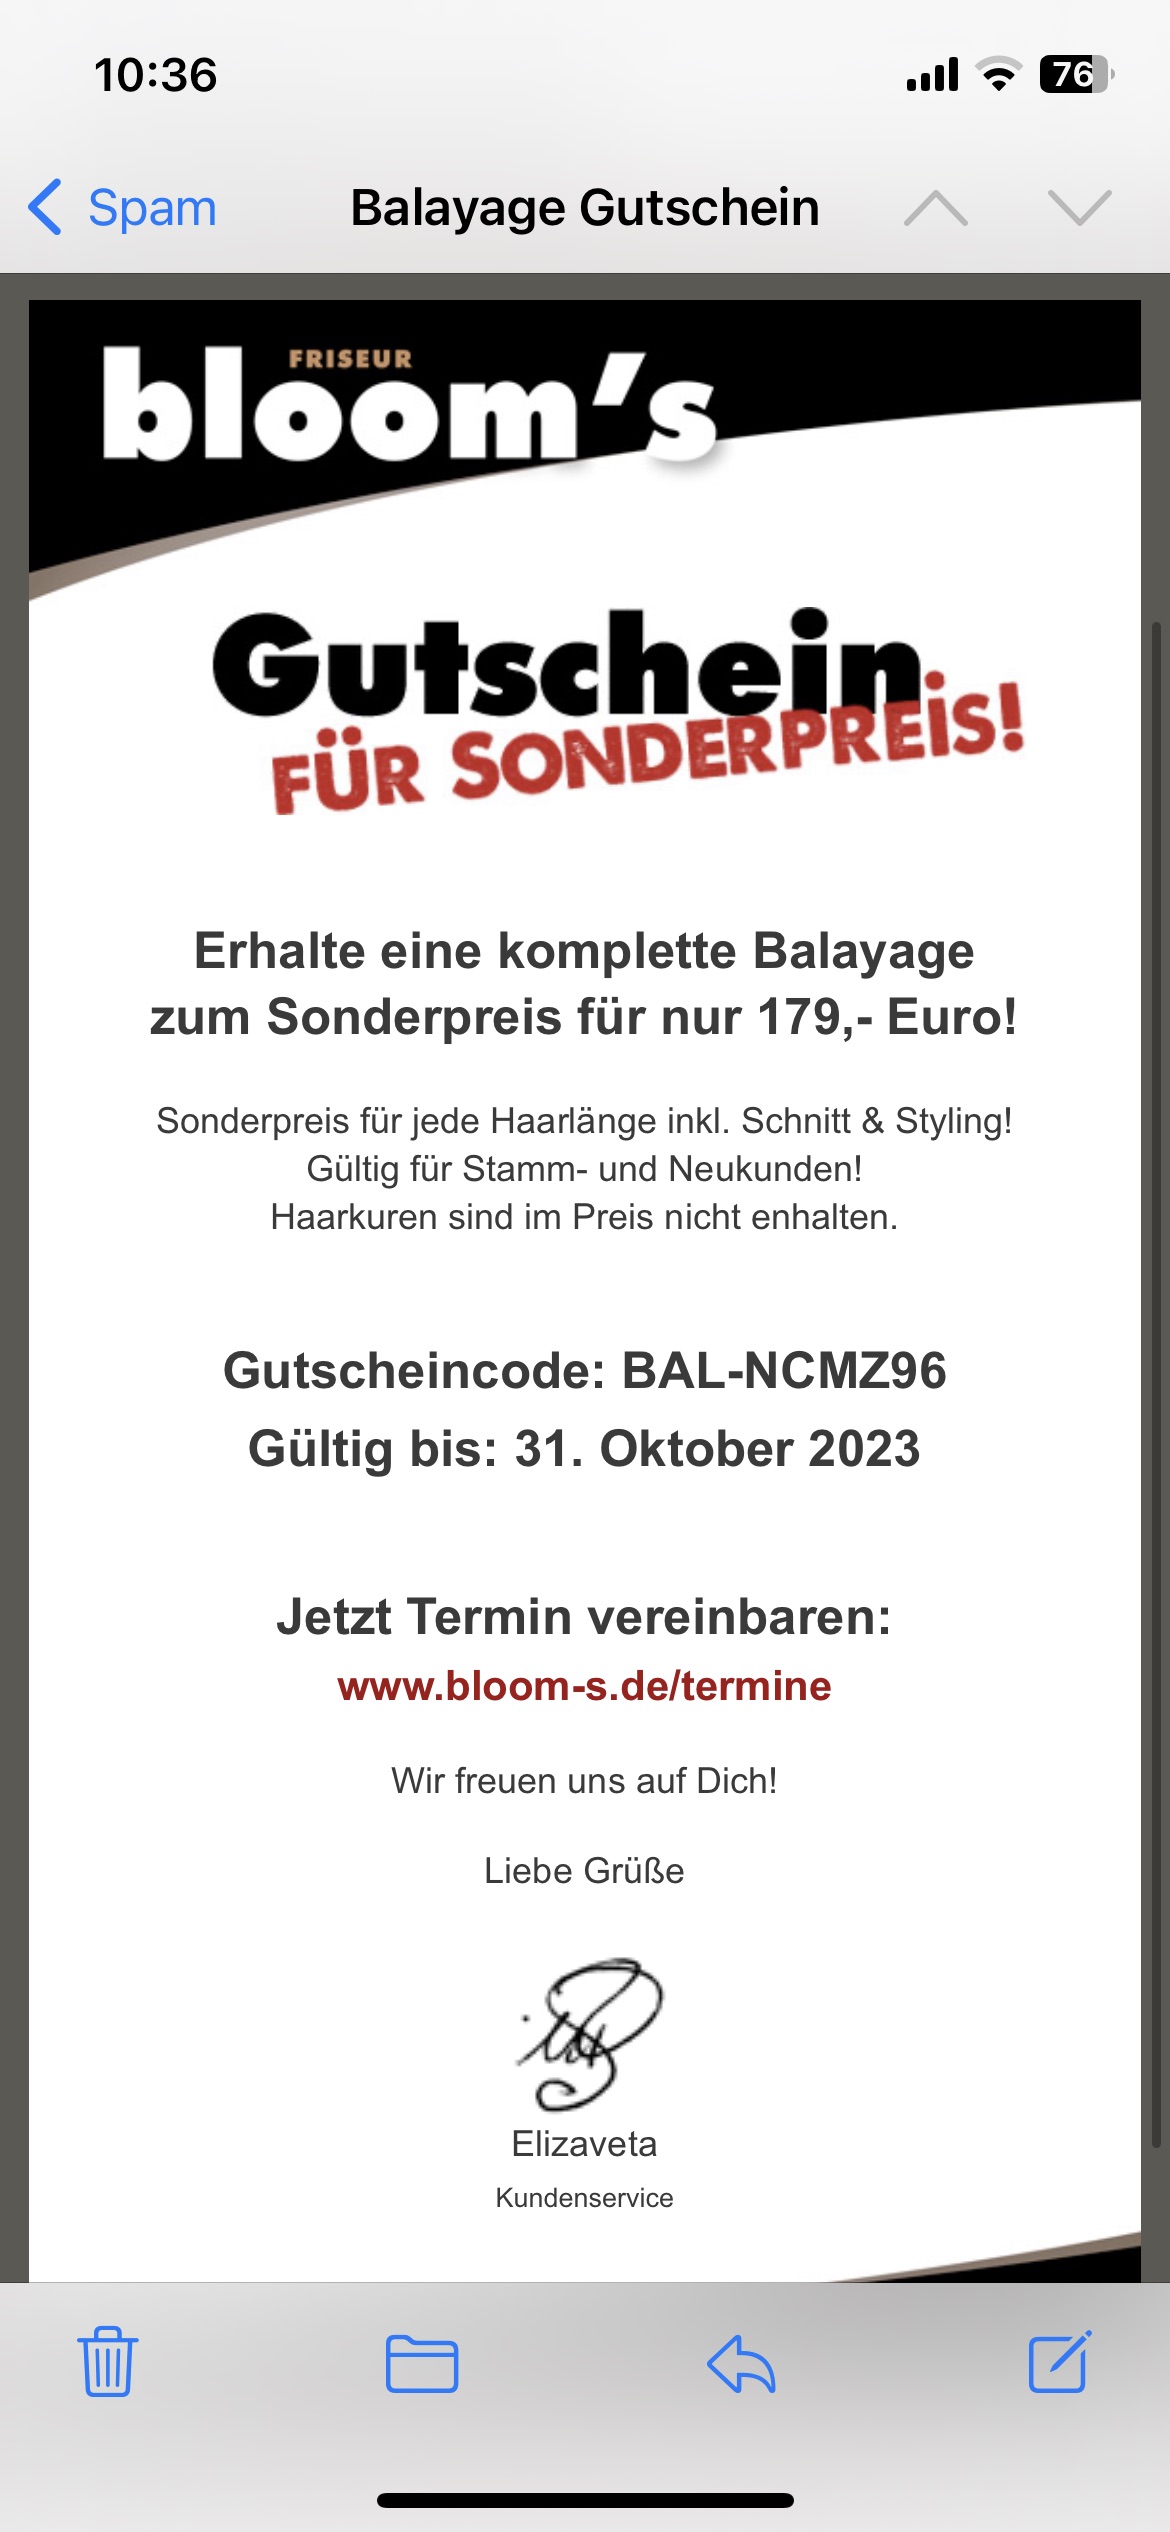 10:36
76
Spam
Balayage Gutschein
FRISEUR
bloom's
Gutschein
FÜR SONDERPREIS!
Erhalte eine komplette Balayage
zum Sonderpreis für nur 179,- Euro!
Sonderpreis für jede Haarlänge inkl. Schnitt & Styling!
Gültig für Stamm- und Neukunden!
Haarkuren sind im Preis nicht enhalten.
Gutscheincode: BAL-NCMZ96
Gültig bis: 31. Oktober 2023
Jetzt Termin vereinbaren:
www.bloom-s.de/termine
Wir freuen uns auf Dich!
Liebe Grüße
Elizaveta
Kundenservice